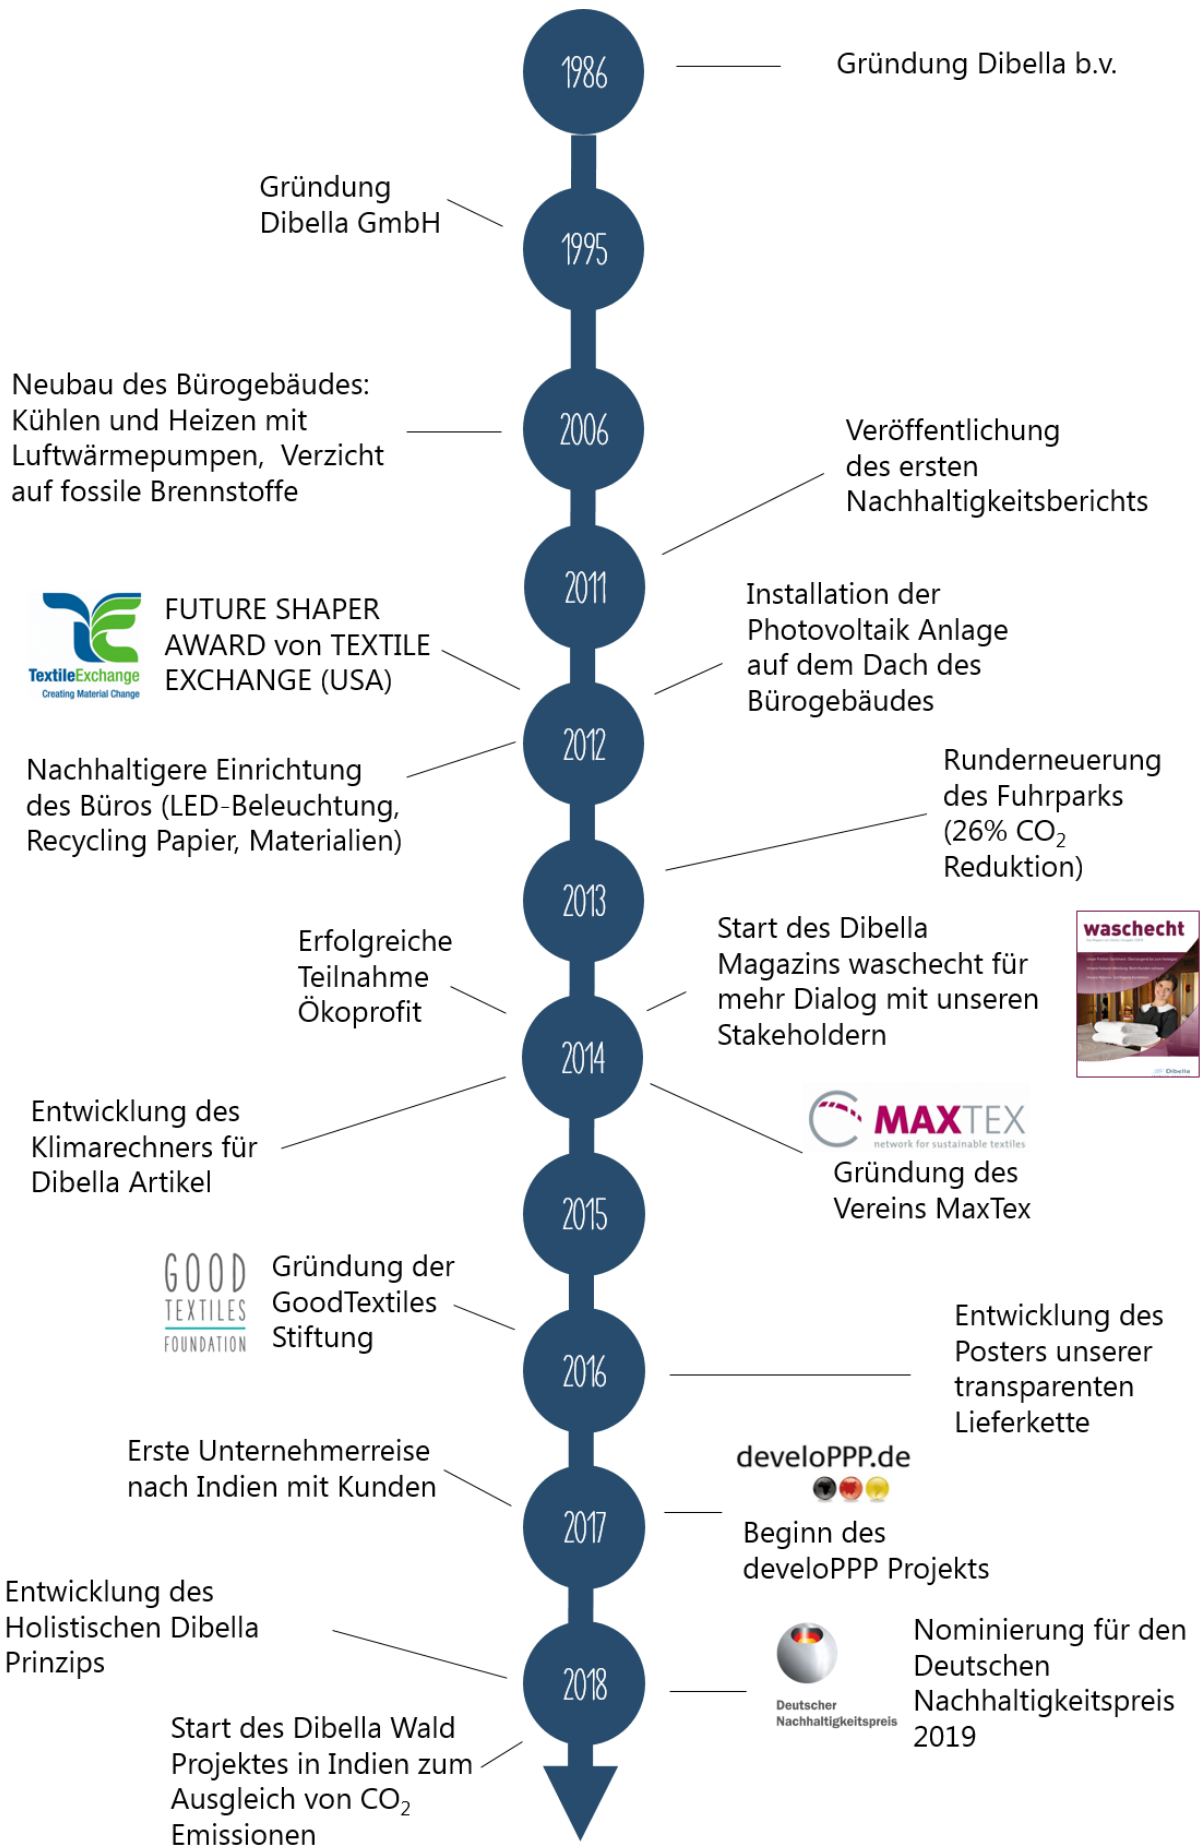 1986
Gründung Dibella b.v.
Gründung
Dibella GmbH
1995
Neubau des Bürogebäudes:
Kühlen und Heizen mit
Luftwärmepumpen, Verzicht
auf fossile Brennstoffe
2006
Veröffentlichung
des ersten
Nachhaltigkeitsberichts
2011
TextileExchange
Creating Material Change
FUTURE SHAPER
AWARD von TEXTILE
EXCHANGE (USA)
Installation der
Photovoltaik Anlage
auf dem Dach des
Bürogebäudes
2012
Nachhaltigere Einrichtung
des Büros (LED-Beleuchtung,
Recycling Papier, Materialien)
Runderneuerung
des Fuhrparks
(26% CO₂
Reduktion)
2013
Erfolgreiche
Teilnahme
Ökoprofit
Start des Dibella
Magazins waschecht für
mehr Dialog mit unseren
Stakeholdern
waschecht
Dibella
2014
Entwicklung des
Klimarechners für
Dibella Artikel
MAXTEX
network for sustainable textiles
Gründung des
Vereins MaxTex
2015
GOOD
TEXTILES
FOUNDATION
Gründung der
GoodTextiles
Stiftung
2016
Entwicklung des
Posters unserer
transparenten
Lieferkette
Erste Unternehmerreise
nach Indien mit Kunden
2017
develoPPP.de
Beginn des
develoPPP Projekts
Entwicklung des
Holistischen Dibella
Prinzips
2018
Deutscher
Nachhaltigkeitspreis
Nominierung für den
Deutschen
Nachhaltigkeitspreis
2019
Start des Dibella Wald
Projektes in Indien zum
Ausgleich von CO₂
Emissionen